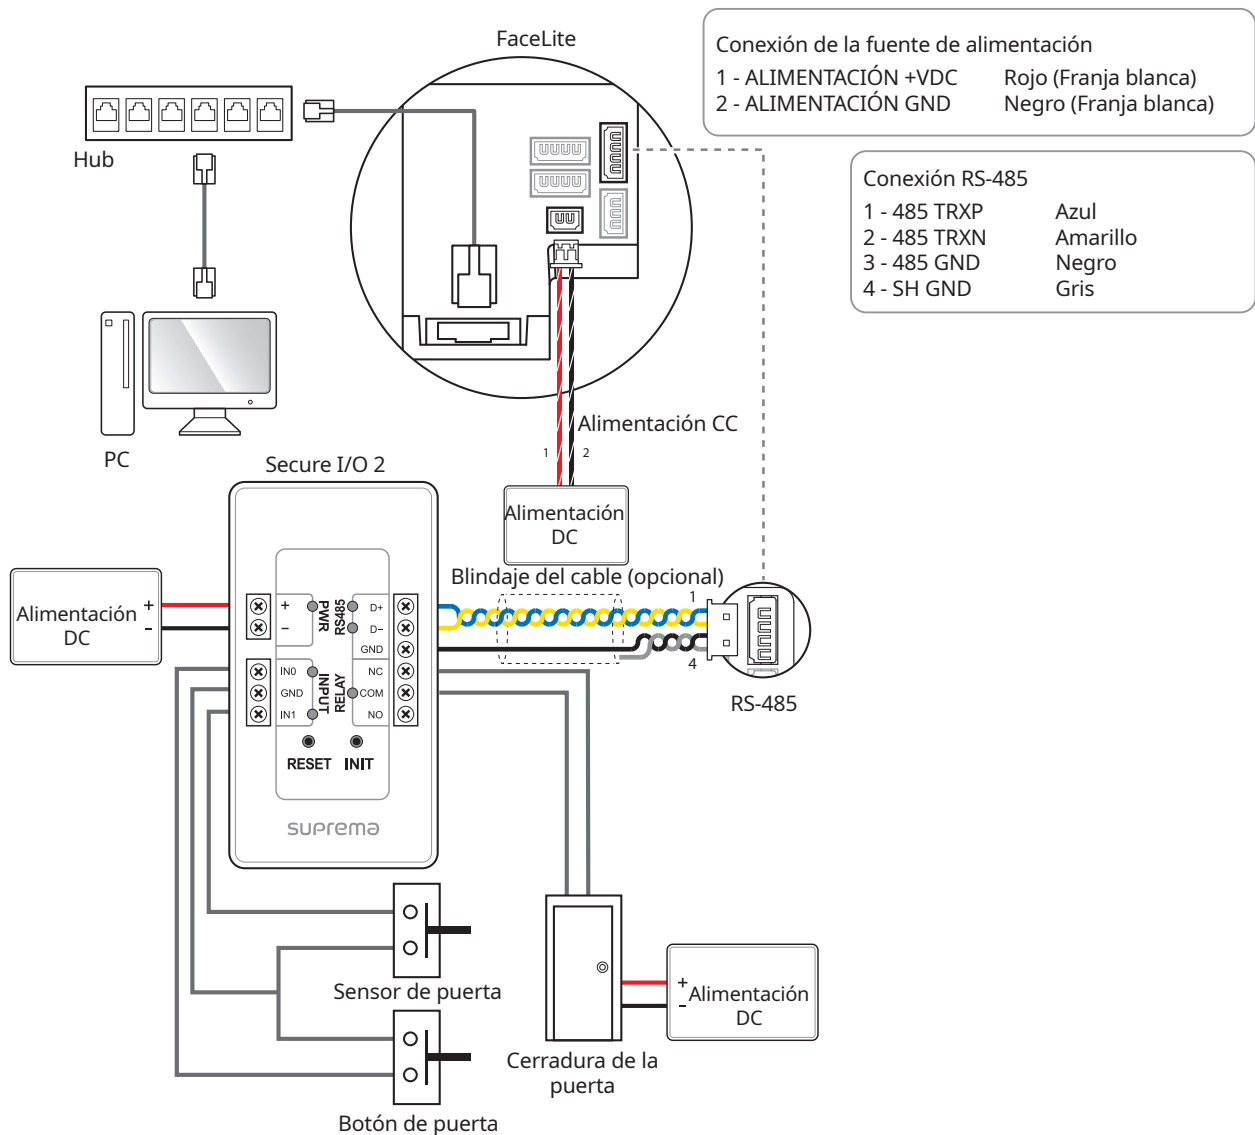 FaceLite
Conexión de la fuente de alimentación
1 - ALIMENTACIÓN +VDC Rojo (Franja blanca)
2 - ALIMENTACIÓN GND Negro (Franja blanca)
Hub
Conexión RS-485
1 - 485 TRXP Azul
2 - 485 TRXN Amarillo
3 - 485 GND Negro
4 - SH GND Gris
PC
Alimentación CC
1 2
Secure I/O 2
Alimentación
DC
Blindaje del cable (opcional)
Alimentación
DC
+
-
+
-
PWR
RS485
D+
D-
GND
1
4
IN0
GND
IN1
INPUT
RELAY
NC
COM
NO
RS-485
RESET INIT
suprema
Sensor de puerta
Botón de puerta
Cerradura de la
puerta
+
-
Alimentación
DC